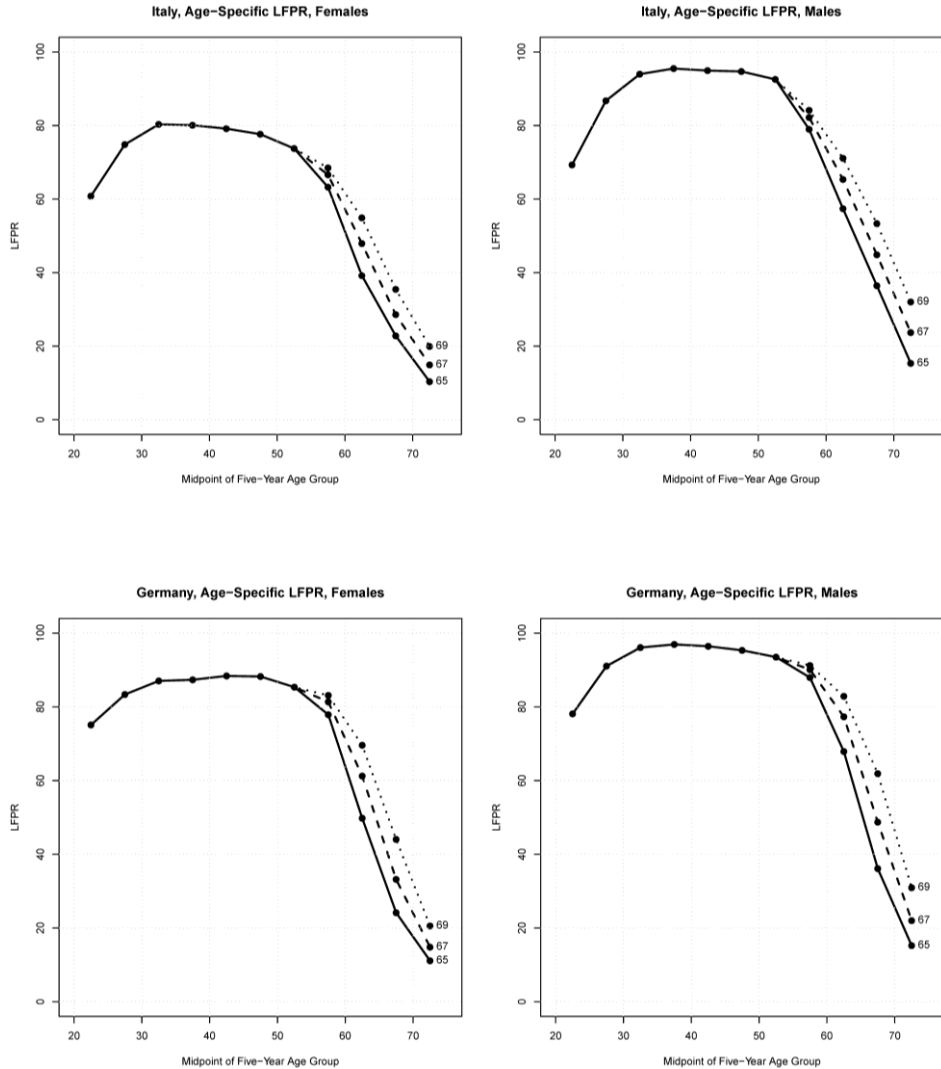 Italy, Age−Specific LFPR, Females
LFPR
100
80
60
40
20
0
69
67
65
20 30 40 50 60 70
Midpoint of Five−Year Age Group
Italy, Age−Specific LFPR, Males
LFPR
100
80
60
40
20
0
69
67
65
20 30 40 50 60 70
Midpoint of Five−Year Age Group
Germany, Age−Specific LFPR, Females
LFPR
100
80
60
40
20
0
69
67
65
20 30 40 50 60 70
Midpoint of Five−Year Age Group
Germany, Age−Specific LFPR, Males
LFPR
100
80
60
40
20
0
69
67
65
20 30 40 50 60 70
Midpoint of Five−Year Age Group